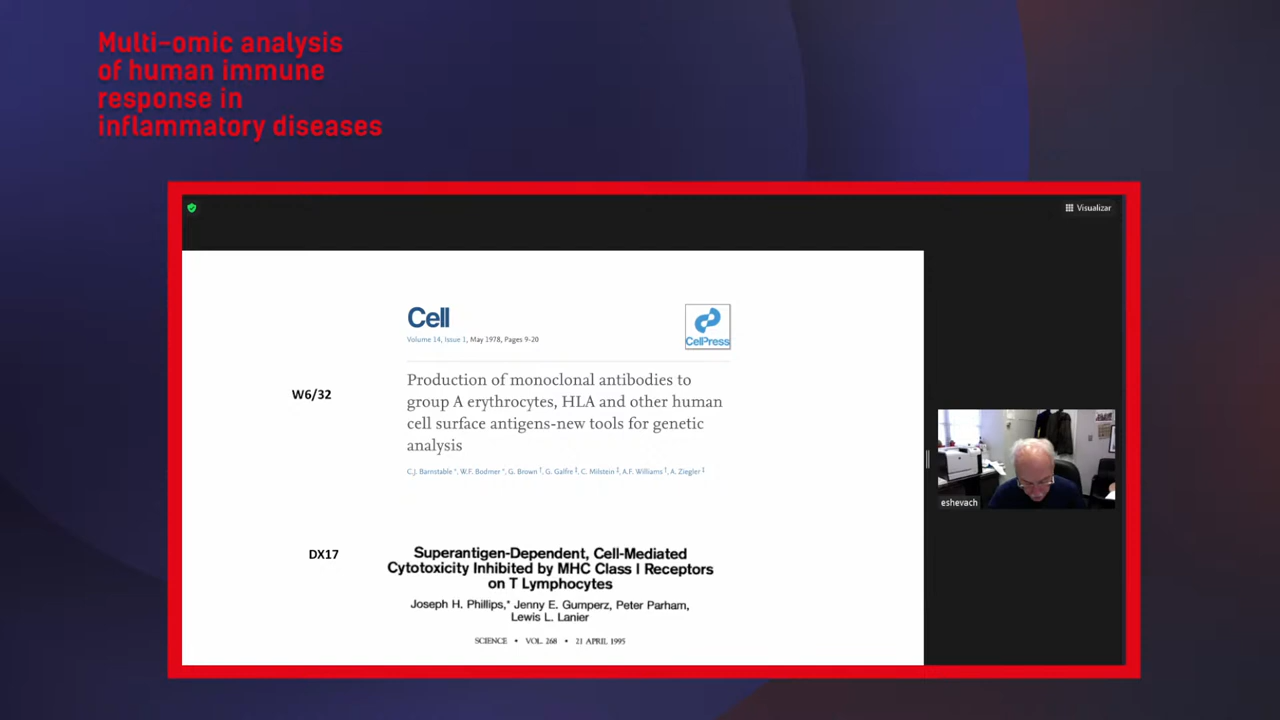 Multi-omic analysis
of human immune
response in
inflammatory diseases
Visualizar
Cell
Volume 14, Issue 1, May 1978, Pages 9-20
CellPress
W6/32
Production of monoclonal antibodies to
group A erythrocytes, HLA and other human
cell surface antigens-new tools for genetic
analysis
C.J. Barnstable *, W.F. Bodmer *, G. Brown †, G. Galfre ‡, C. Milstein ‡, A.F. Williams †, A. Ziegler ‡
eshevach
DX17
Superantigen-Dependent, Cell-Mediated
Cytotoxicity Inhibited by MHC Class I Receptors
on T Lymphocytes
Joseph H. Phillips,* Jenny E. Gumperz, Peter Parham,
Lewis L. Lanier
SCIENCE • VOL. 268 • 21 APRIL 1995